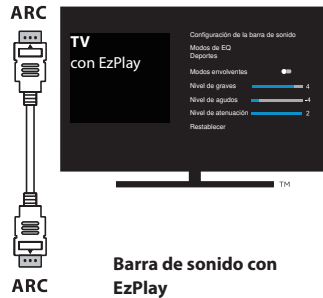 ARC
TV
con EzPlay
Configuración de la barra de sonido
Modos de EQ
Deportes
Modos envolventes
Nivel de graves 4
Nivel de agudos -4
Nivel de atenuación 2
Restablecer
TM
Barra de sonido con
EzPlay
ARC